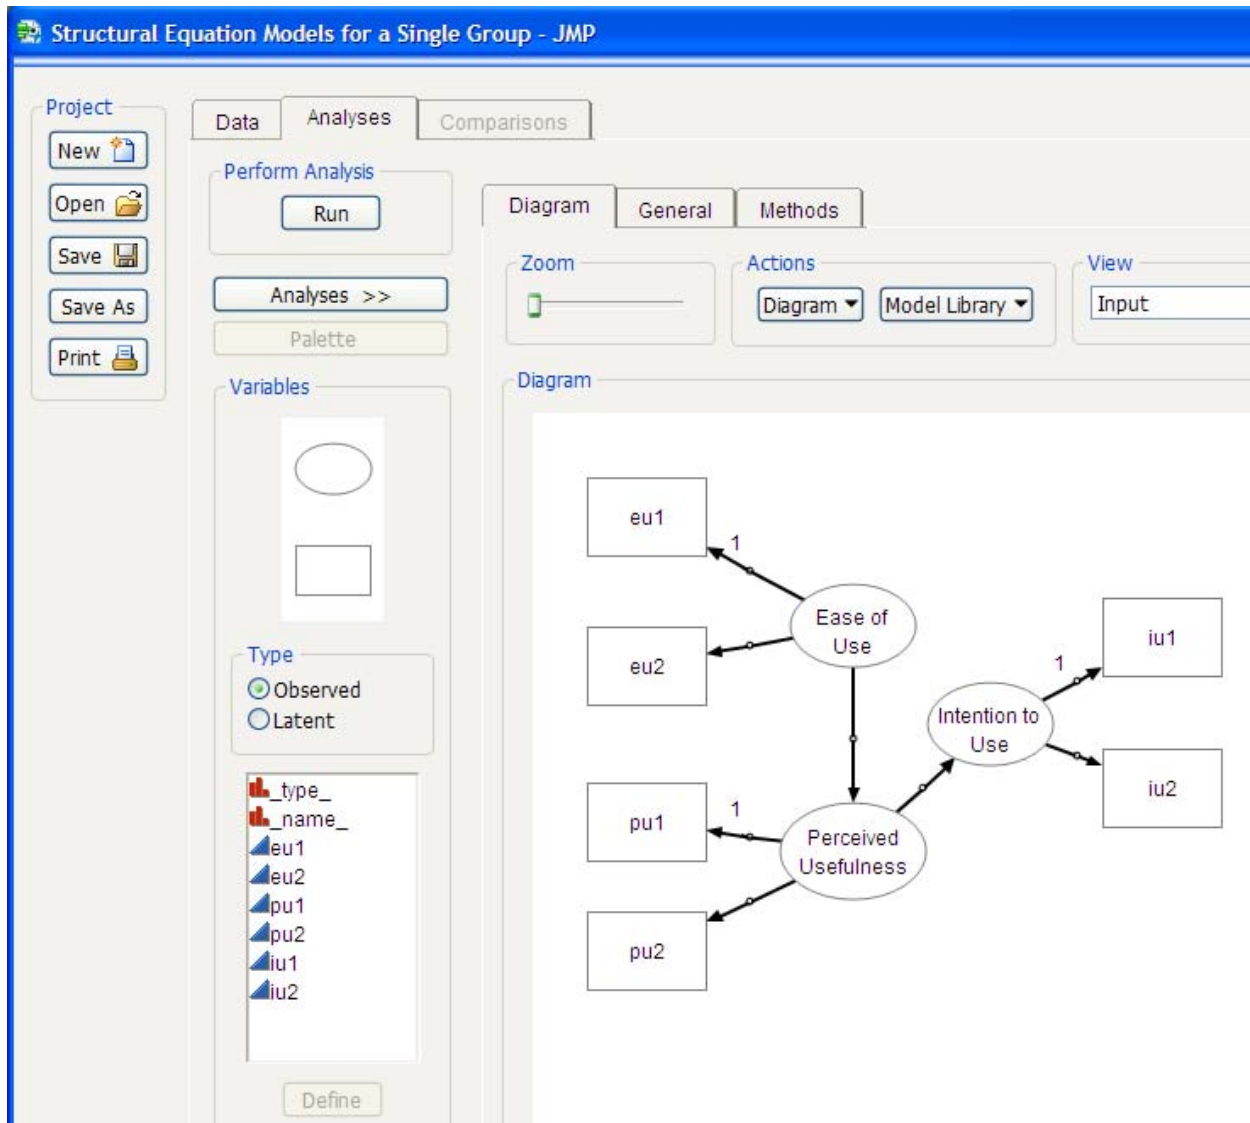 Structural Equation Models for a Single Group - JMP
Project
New
Open
Save
Save As
Print
Data
Analyses
Comparisons
Perform Analysis
Run
Analyses >>
Palette
Variables
Type
Observed
Latent
_type_
_name_
eu1
eu2
pu1
pu2
iu1
iu2
Define
Diagram
General
Methods
Zoom
Actions
Diagram
Model Library
View
Input
Diagram
eu1
1
Ease of
Use
eu2
iu1
1
Intention to
Use
iu2
pu1
1
Perceived
Usefulness
pu2